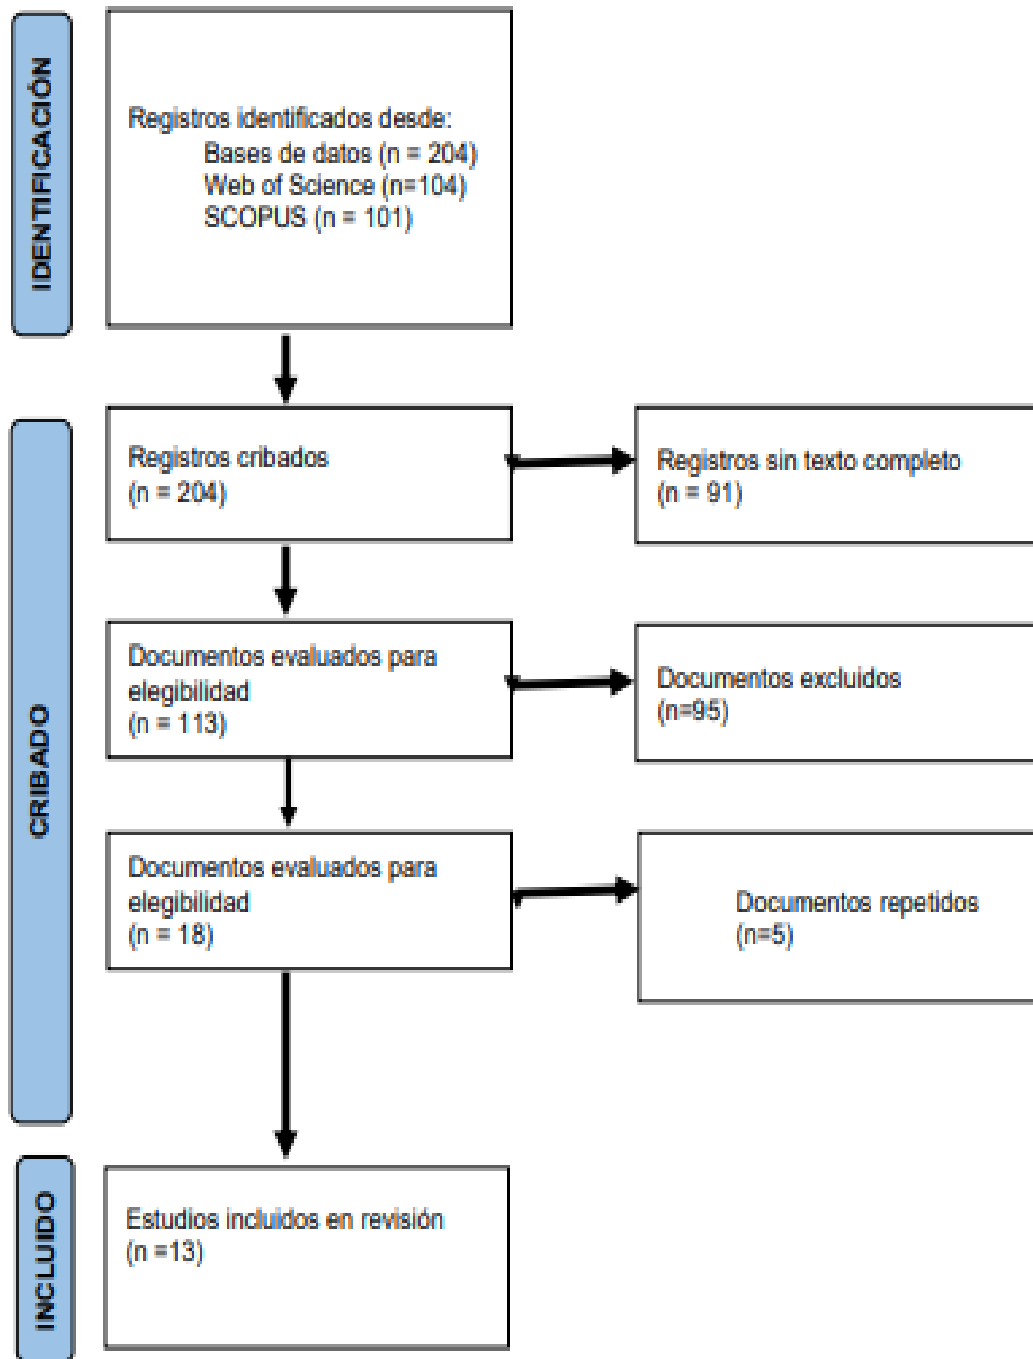 IDENTIFICACIÓN
Registros identificados desde:
Bases de datos (n = 204)
Web of Science (n=104)
SCOPUS (n = 101)
CRIBADO
Registros cribados
(n = 204)
Registros sin texto completo
(n = 91)
Documentos evaluados para
elegibilidad
(n = 113)
Documentos excluidos
(n=95)
Documentos evaluados para
elegibilidad
(n = 18)
Documentos repetidos
(n=5)
INCLUIDO
Estudios incluidos en revisión
(n =13)